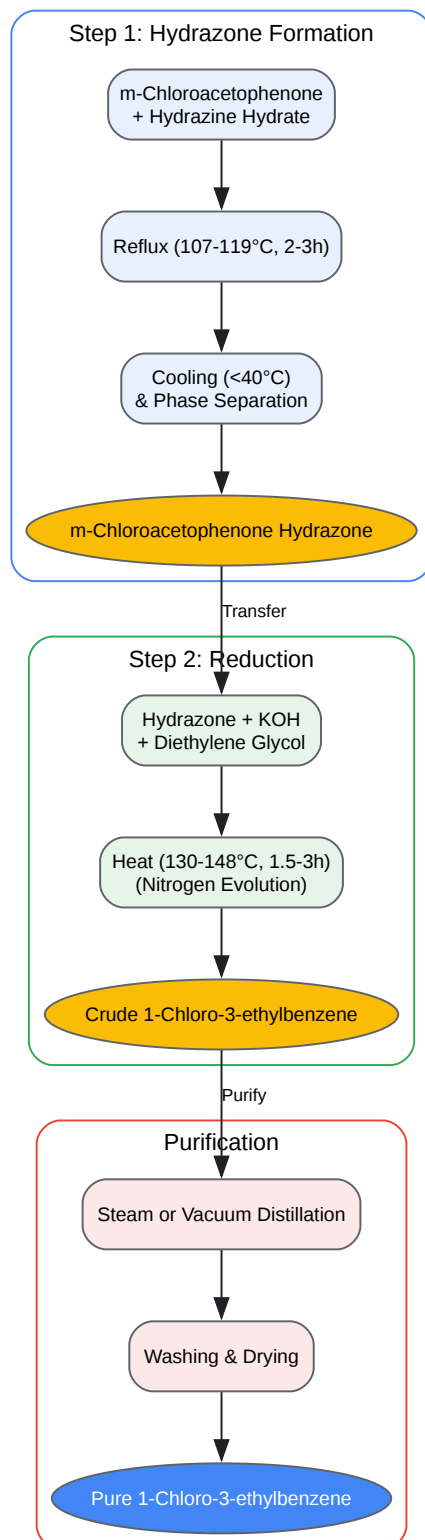 Step 1: Hydrazone Formation
m-Chloroacetophenone
+ Hydrazine Hydrate
Reflux (107-119°C, 2-3h)
Cooling (<40°C)
& Phase Separation
m-Chloroacetophenone Hydrazone
Transfer
Step 2: Reduction
Hydrazone + KOH
+ Diethylene Glycol
Heat (130-148°C, 1.5-3h)
(Nitrogen Evolution)
Crude 1-Chloro-3-ethylbenzene
Purify
Purification
Steam or Vacuum Distillation
Washing & Drying
Pure 1-Chloro-3-ethylbenzene